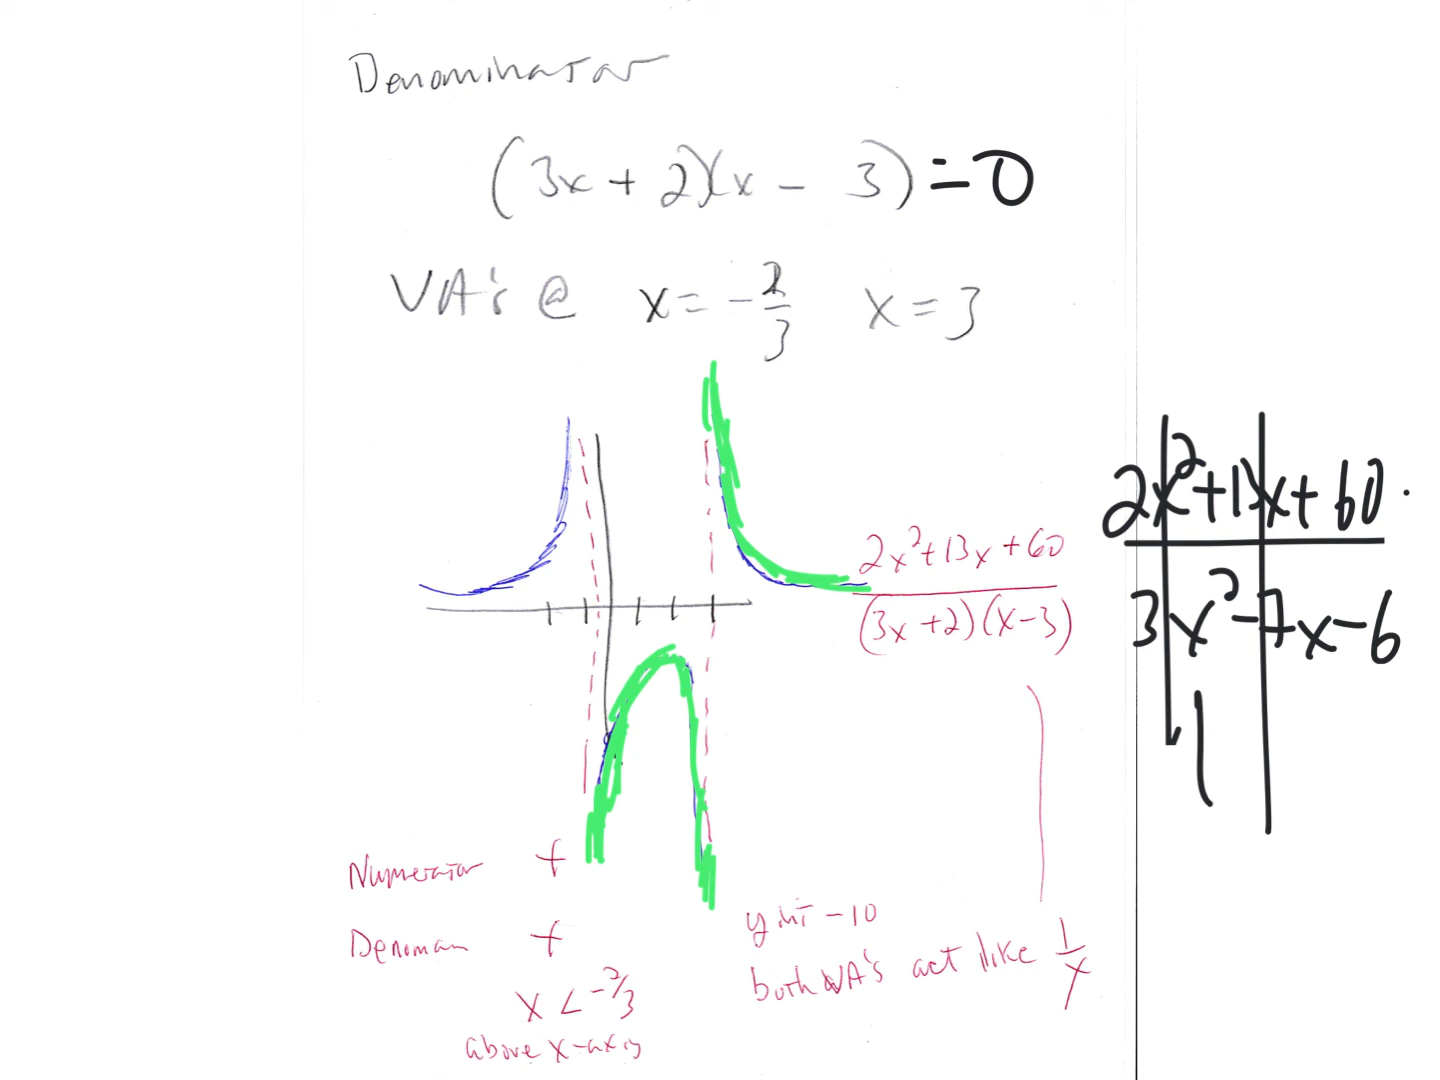 Denominator
(3x + 2)(x - 3) = 0
VA's @ x = -2/3 x = 3
2x²+13x+60
(3x+2)(x-3)
2x²+13x+60
3x²-7x-6
Numerator +
Denomam +
x < -2/3
above x-axis
y int -10
both VA's act like 1/x